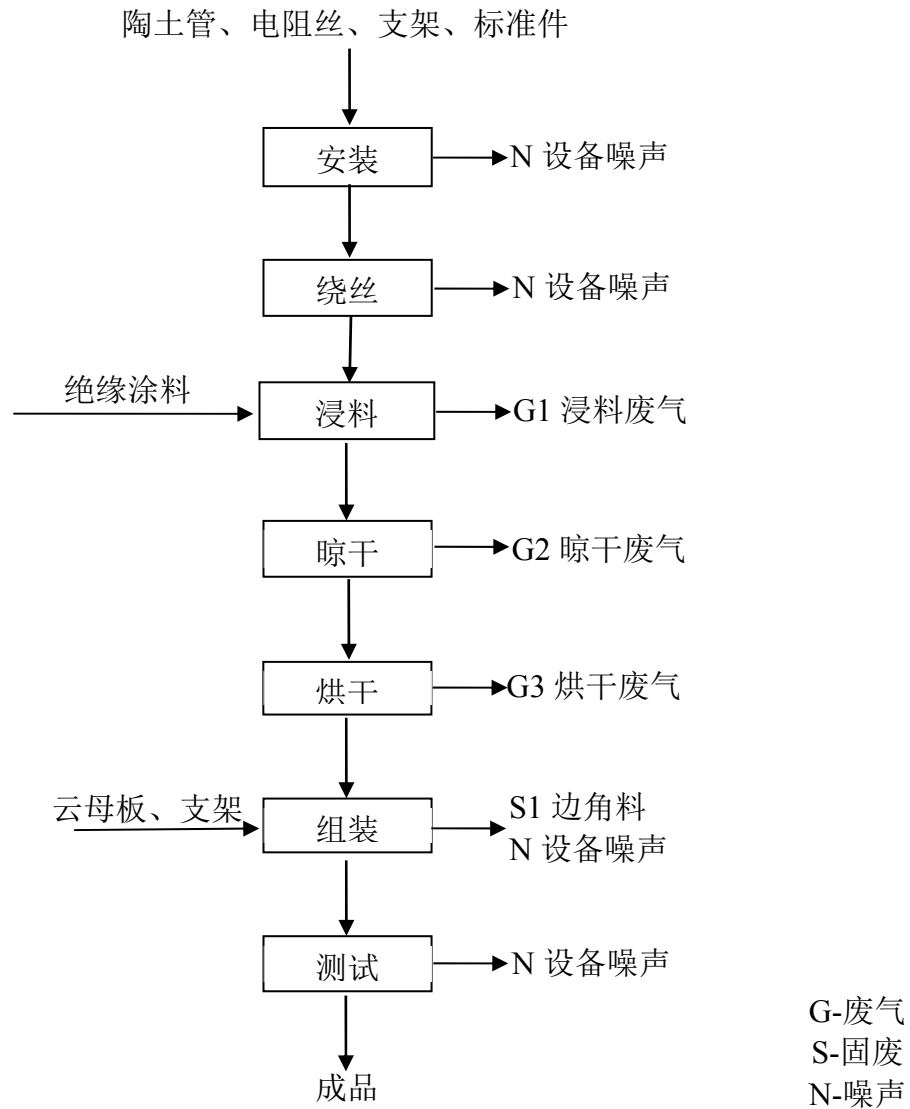 陶土管、电阻丝、支架、标准件
安装
N 设备噪声
绕丝
N 设备噪声
绝缘涂料
浸料
G1 浸料废气
晾干
G2 晾干废气
烘干
G3 烘干废气
云母板、支架
组装
S1 边角料
N 设备噪声
测试
N 设备噪声
成品
G-废气
S-固废
N-噪声